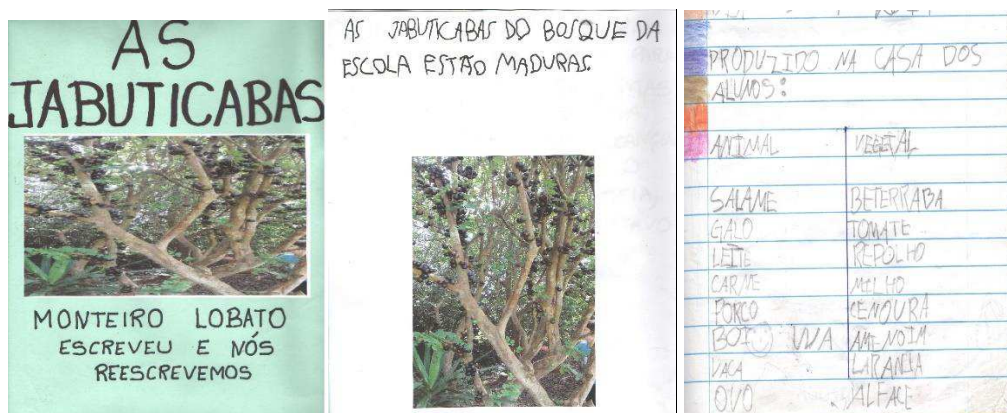 AS
JABUTICABAS
MONTEIRO LOBATO
ESCREVEU E NÓS
REESCREVEMOS
AS JABUTICABAS DO BOSQUE DA
ESCOLA ESTÃO MADURAS.
PRODUZIDO NA CASA DOS
ALUNOS:
ANIMAL VEGETAL
SALAME BETERRABA
GALO TOMATE
LEITE REPOLHO
CARNE MILHO
PORCO CENOURA
BOI UVA AMENDOIM
VACA LARANJA
OVO ALFACE